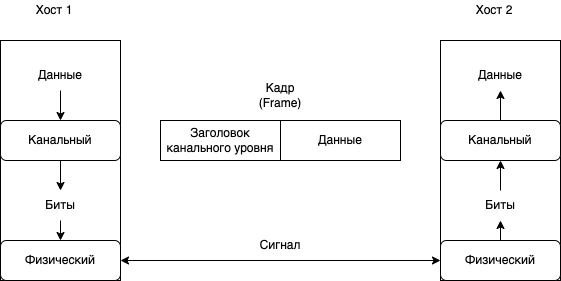 Хост 1
Хост 2
Данные
Кадр
(Frame)
Данные
Канальный
Заголовок
канального уровня
Данные
Канальный
Биты
Биты
Сигнал
Физический
Физический